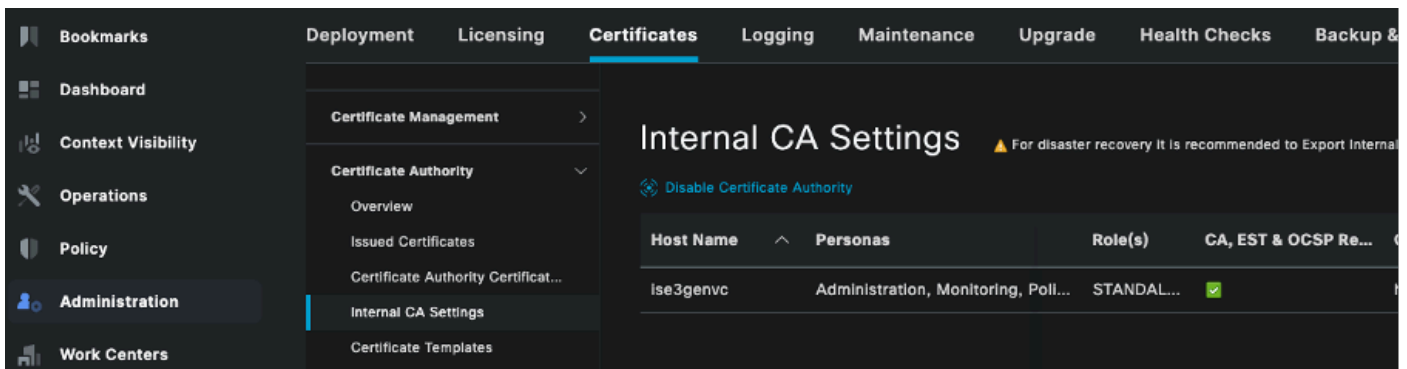 Bookmarks
Dashboard
Context Visibility
Operations
Policy
Administration
Work Centers
Deployment Licensing Certificates Logging Maintenance Upgrade Health Checks Backup &
Certificate Management
Certificate Authority
Overview
Issued Certificates
Certificate Authority Certificat...
Internal CA Settings
Certificate Templates
Internal CA Settings
For disaster recovery it is recommended to Export Internal
Disable Certificate Authority
Host Name Personas Role(s) CA, EST & OCSP Re...
ise3genvc Administration, Monitoring, Poli... STANDAL...